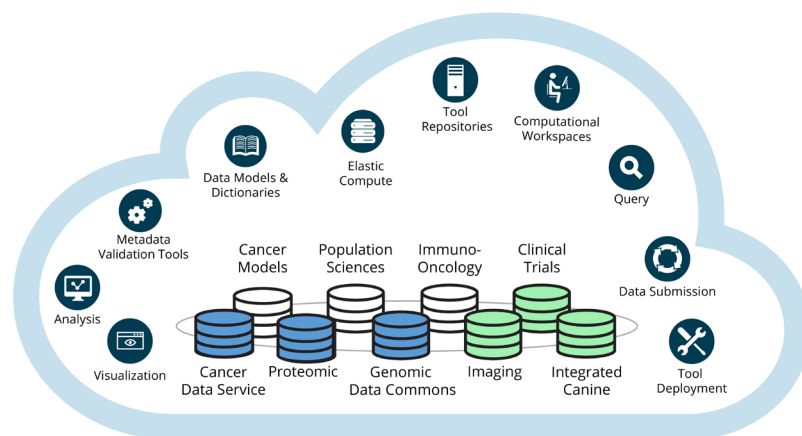 Tool
Repositories
Computational
Workspaces
Elastic
Compute
Data Models &
Dictionaries
Query
Metadata
Validation Tools
Cancer
Models
Population
Sciences
Immuno-
Oncology
Clinical
Trials
Data Submission
Analysis
Visualization
Cancer
Data Service
Proteomic
Genomic
Data Commons
Imaging
Integrated
Canine
Tool
Deployment